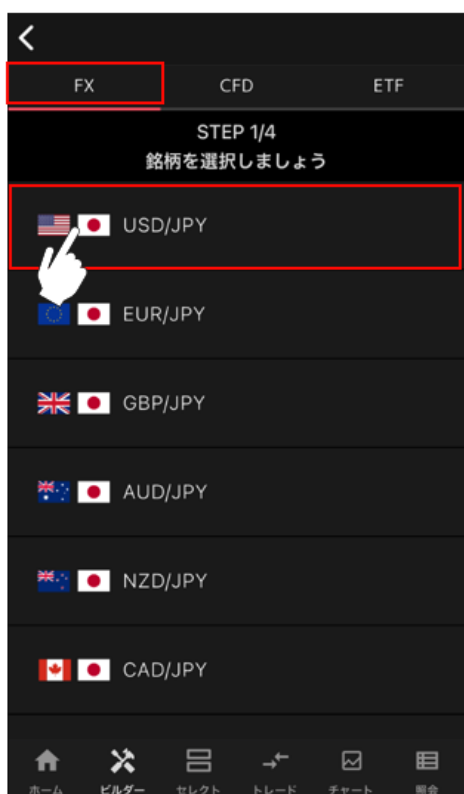 FX
CFD
ETF
STEP 1/4
銘柄を選択しましょう
USD/JPY
EUR/JPY
GBP/JPY
AUD/JPY
NZD/JPY
CAD/JPY
ホーム
ビルダー
セレクト
トレード
チャート
照会